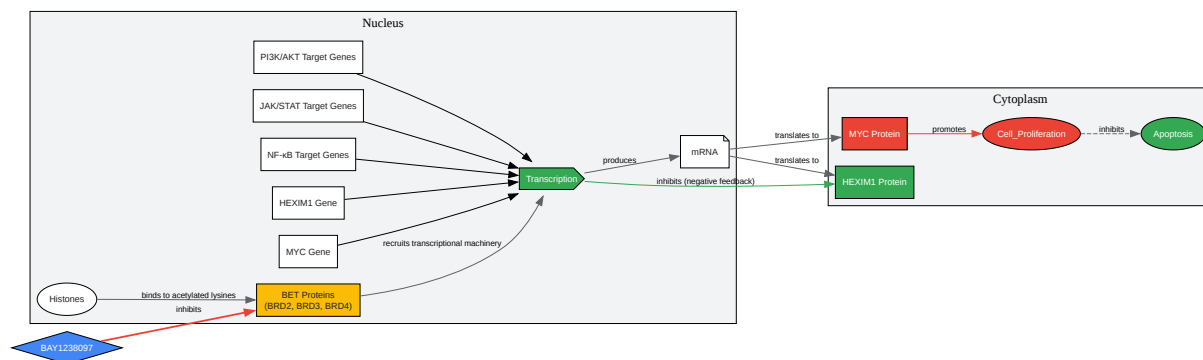 Nucleus
PI3K/AKT Target Genes
JAK/STAT Target Genes
NF-κB Target Genes
HEXIM1 Gene
MYC Gene
Histones
binds to acetylated lysines
inhibits
BAY1238097
BET Proteins
(BRD2, BRD3, BRD4)
recruits transcriptional machinery
Transcription
produces
mRNA
inhibits (negative feedback)
translates to
translates to
Cytoplasm
MYC Protein
promotes
Cell_Proliferation
inhibits
Apoptosis
HEXIM1 Protein